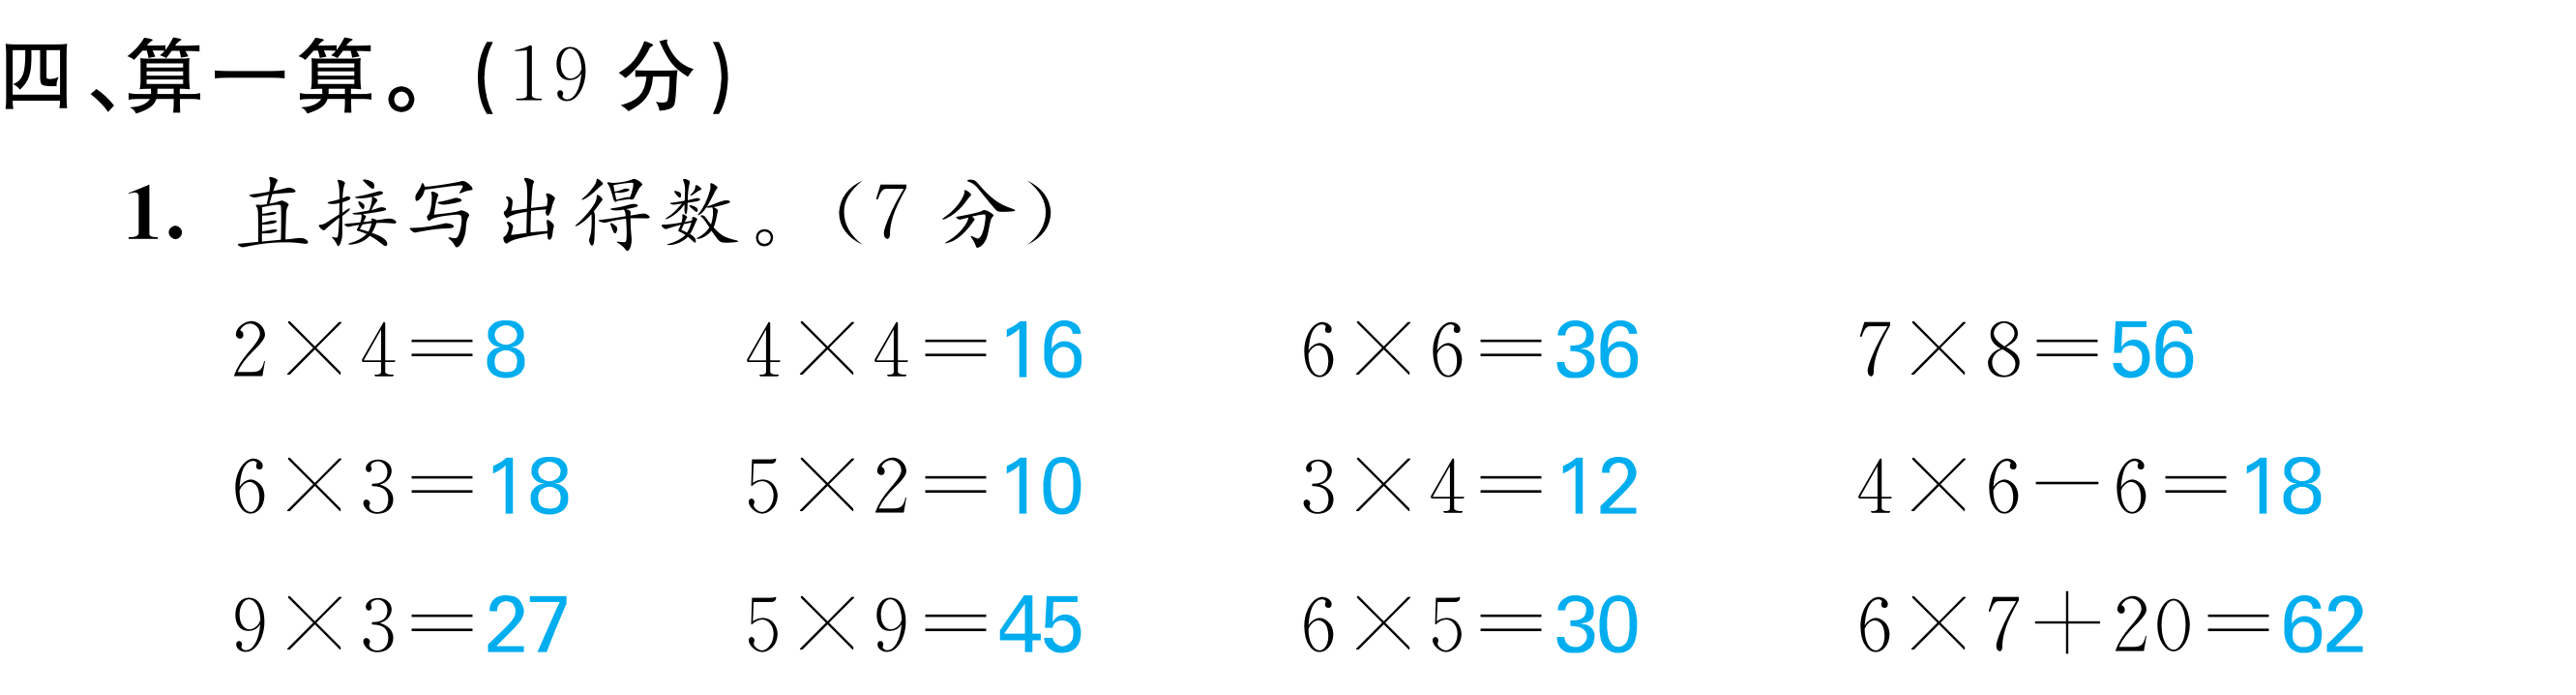 四、算一算。(19 分)
1. 直接写出得数。(7 分)
2×4=8 4×4=16 6×6=36 7×8=56
6×3=18 5×2=10 3×4=12 4×6-6=18
9×3=27 5×9=45 6×5=30 6×7+20=62